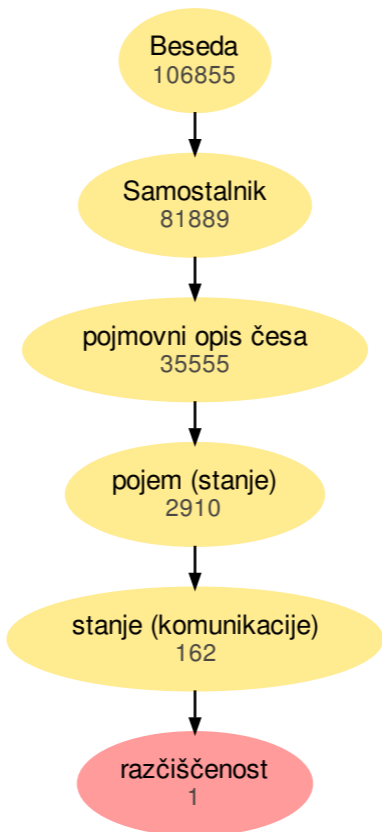 Beseda
106855
Samostalnik
81889
pojmovni opis česa
35555
pojem (stanje)
2910
stanje (komunikacije)
162
razčiščenost
1